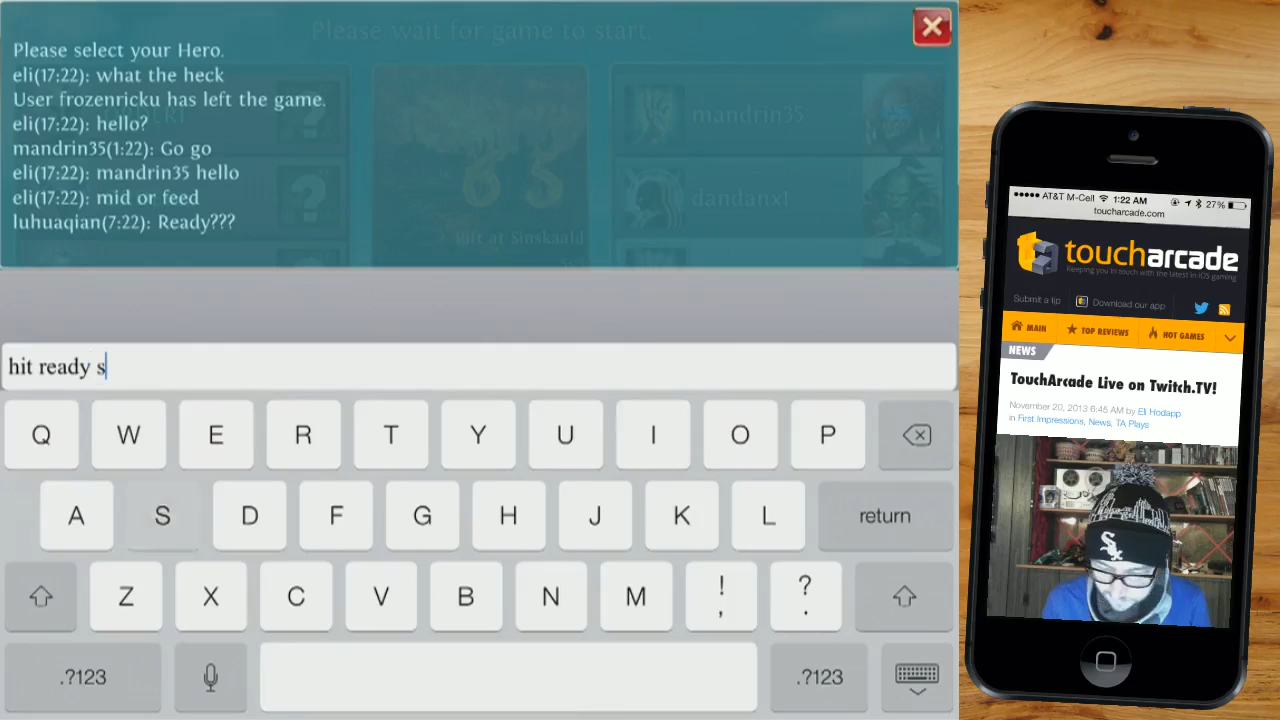 Please wait for game to start.
Please select your Hero.
eli(17:22): what the heck
User frozenricku has left the game.
eli(17:22): hello?
mandrin35(1:22): Go go
eli(17:22): mandrin35 hello
eli(17:22): mid or feed
luhuaqian(7:22): Ready???
mandrin35
dandanx1
Rift at Sinskaald
hit ready s
Q W E R T Y U I O P
A S D F G H J K L return
Z X C V B N M ! , ? .
.?123 .?123
AT&T M-Cell 1:22 AM 27%
toucharcade.com
toucharcade
Keeping you in touch with the latest in iOS gaming
Submit a tip Download our app
MAIN TOP REVIEWS HOT GAMES
NEWS
TouchArcade Live on Twitch.TV!
November 20, 2013 6:45 AM by Eli Hodapp
in First Impressions, News, TA Plays
Sox